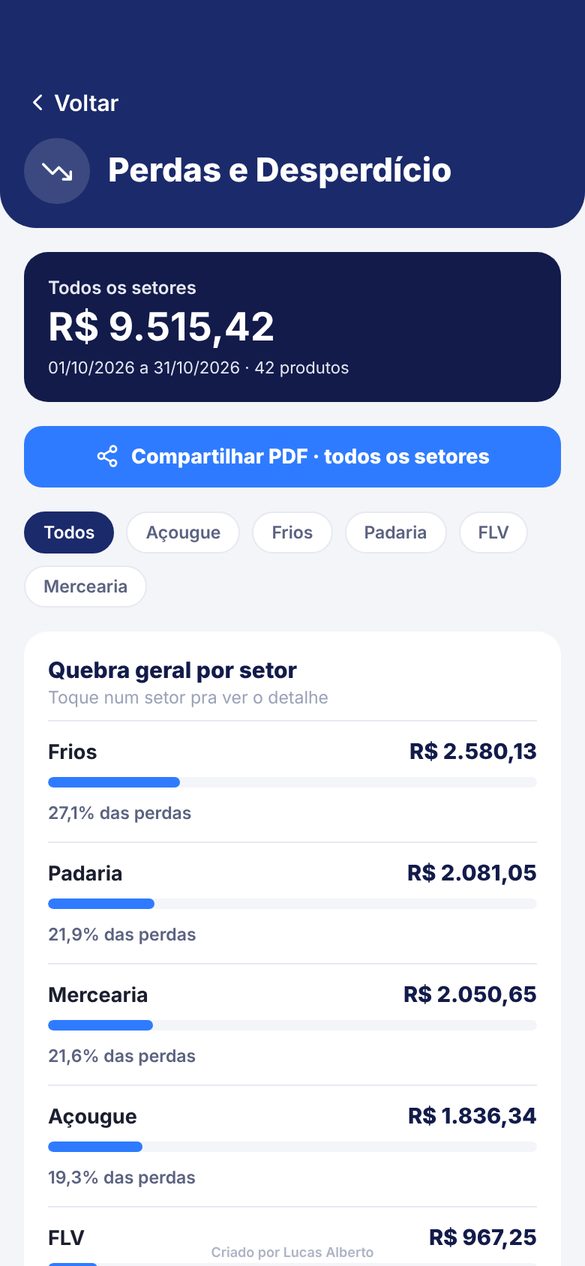 Voltar
Perdas e Desperdício
Todos os setores
R$ 9.515,42
01/10/2026 a 31/10/2026 · 42 produtos
Compartilhar PDF · todos os setores
Todos
Açougue
Frios
Padaria
FLV
Mercearia
Quebra geral por setor
Toque num setor pra ver o detalhe
Frios
R$ 2.580,13
27,1% das perdas
Padaria
R$ 2.081,05
21,9% das perdas
Mercearia
R$ 2.050,65
21,6% das perdas
Açougue
R$ 1.836,34
19,3% das perdas
FLV
R$ 967,25
Criado por Lucas Alberto